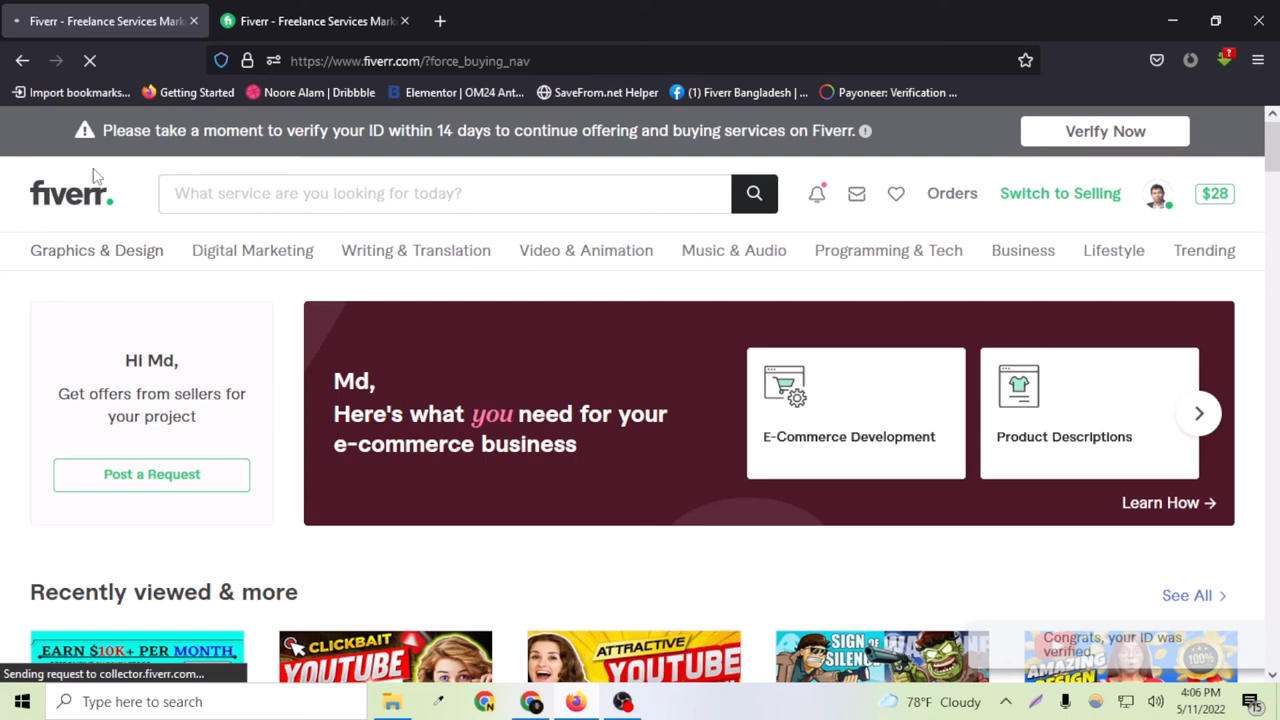 Fiverr - Freelance Services Mark
Fiverr - Freelance Services Mark
https://www.fiverr.com/?force_buying_nav
Import bookmarks...
Getting Started
Noore Alam | Dribbble
Elementor | OM24 Ant...
SaveFrom.net Helper
(1) Fiverr Bangladesh | ...
Payoneer: Verification ...
Please take a moment to verify your ID within 14 days to continue offering and buying services on Fiverr.
Verify Now
fiverr.
What service are you looking for today?
Orders
Switch to Selling
$28
Graphics & Design
Digital Marketing
Writing & Translation
Video & Animation
Music & Audio
Programming & Tech
Business
Lifestyle
Trending
Hi Md,
Get offers from sellers for
your project
Post a Request
Md,
Here's what you need for your
e-commerce business
E-Commerce Development
Product Descriptions
Learn How
Recently viewed & more
See All
EARN $10K+ PER MONTH
CLICKBAIT
YOUTUBE
ATTRACTIVE
YOUTUBE
SIGN OF
SILENCE
AMAZING
DESIGN
100%
Congrats, your ID was
verified.
Sending request to collector.fiverr.com...
Type here to search
78°F Cloudy
4:06 PM
5/11/2022
15